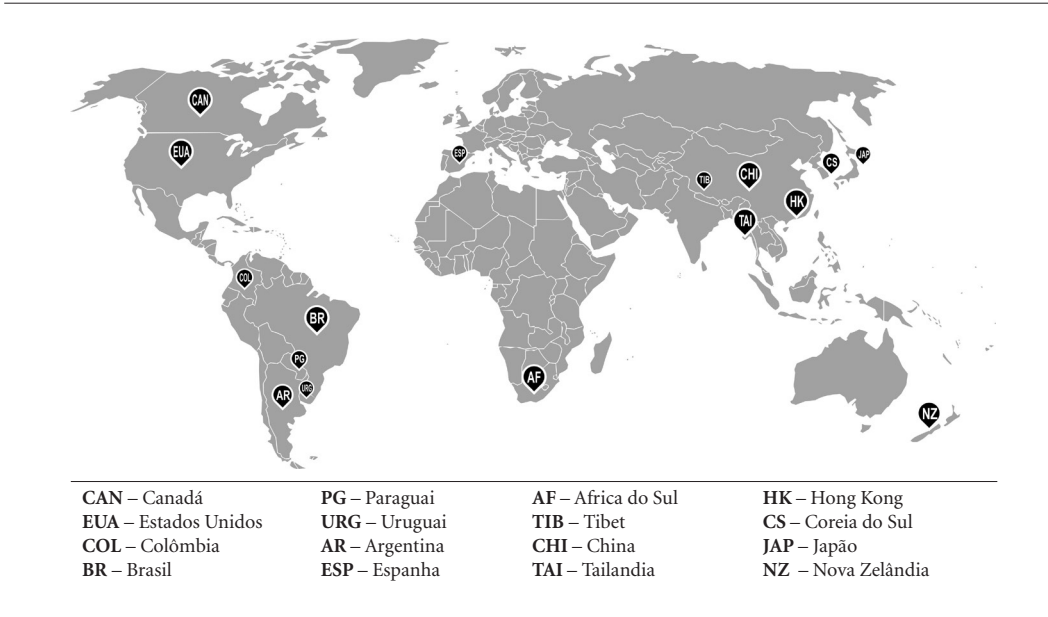 CAN
EUA
ESP
JAP
CS
TIB
CHI
HK
TAI
COL
BR
PG
URG
AR
AF
NZ
CAN – Canadá
EUA – Estados Unidos
COL – Colômbia
BR – Brasil
PG – Paraguai
URG – Uruguai
AR – Argentina
ESP – Espanha
AF – Africa do Sul
TIB – Tibet
CHI – China
TAI – Tailandia
HK – Hong Kong
CS – Coreia do Sul
JAP – Japão
NZ – Nova Zelândia